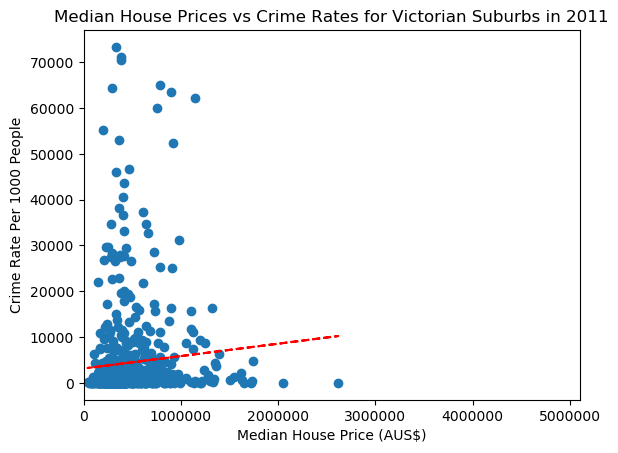 Median House Prices vs Crime Rates for Victorian Suburbs in 2011
Crime Rate Per 1000 People
70000
60000
50000
40000
30000
20000
10000
0
0 1000000 2000000 3000000 4000000 5000000
Median House Price (AUS$)